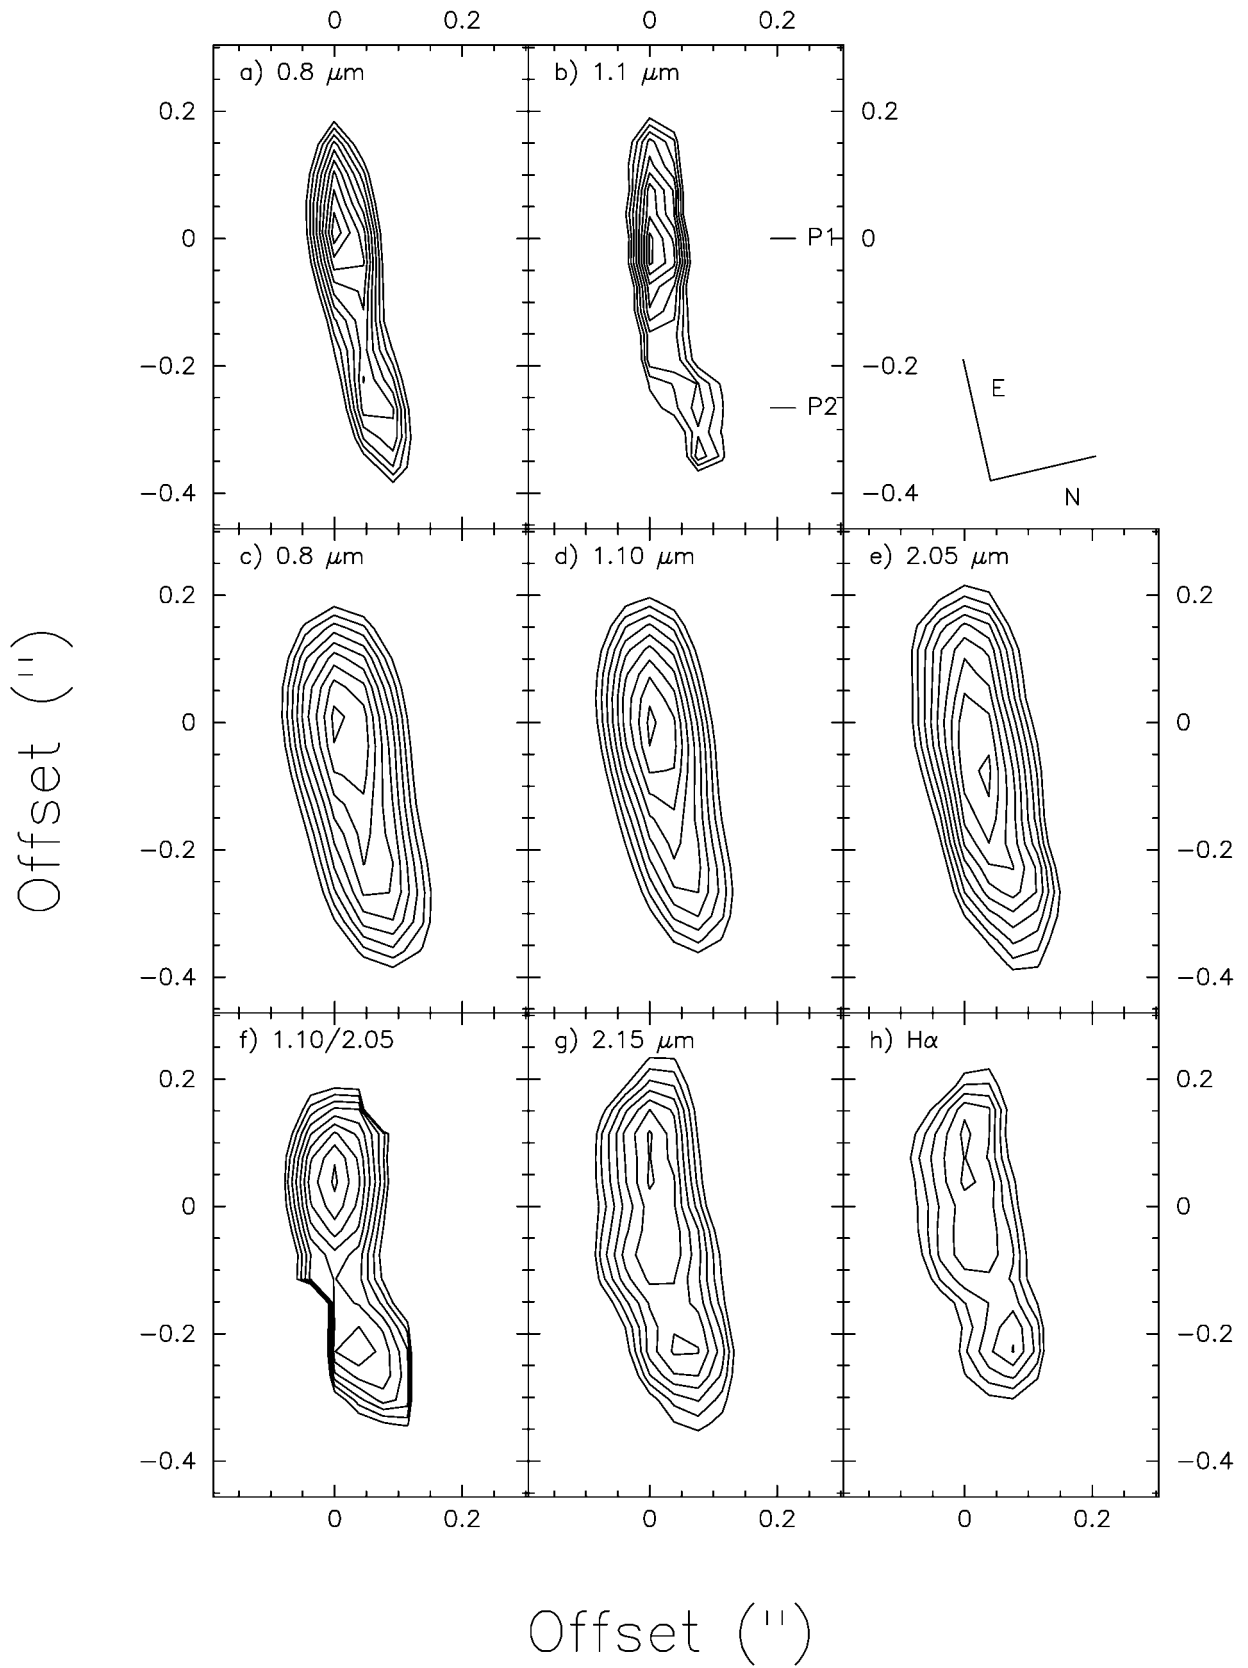 0 0.2 0 0.2
a) 0.8 μm b) 1.1 μm
0.2 0.2
0 P1 0
−0.2 −0.2
E
P2
−0.4 −0.4
N
c) 0.8 μm d) 1.10 μm e) 2.05 μm
0.2 0.2
0 0
−0.2 −0.2
−0.4 −0.4
f) 1.10/2.05 g) 2.15 μm h) Hα
0.2 0.2
0 0
−0.2 −0.2
−0.4 −0.4
0 0.2 0 0.2 0 0.2
Offset (")
Offset (")